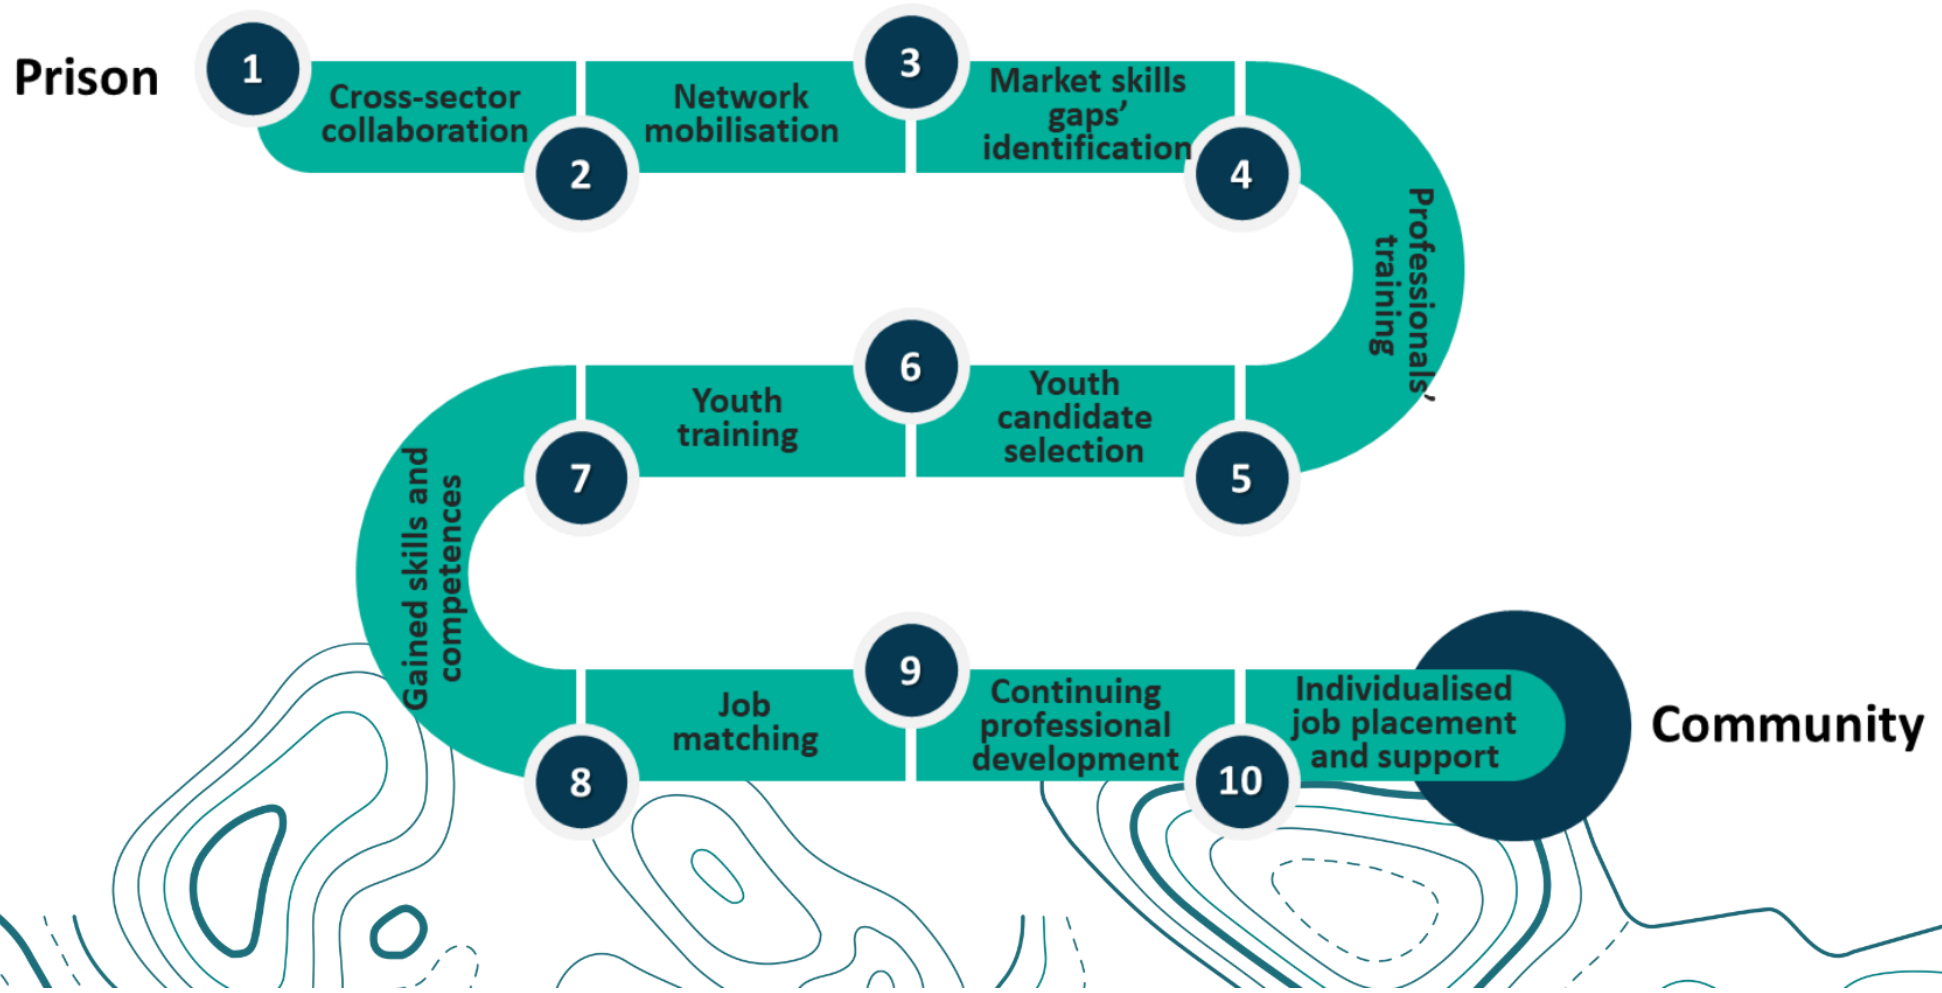 Prison
1
Cross-sector
collaboration
2
Network
mobilisation
3
Market skills
gaps’
identification
4
Professionals’
training
5
Youth
candidate
selection
6
Youth
training
7
Gained skills and
competences
8
Job
matching
9
Continuing
professional
development
10
Individualised
job placement
and support
Community